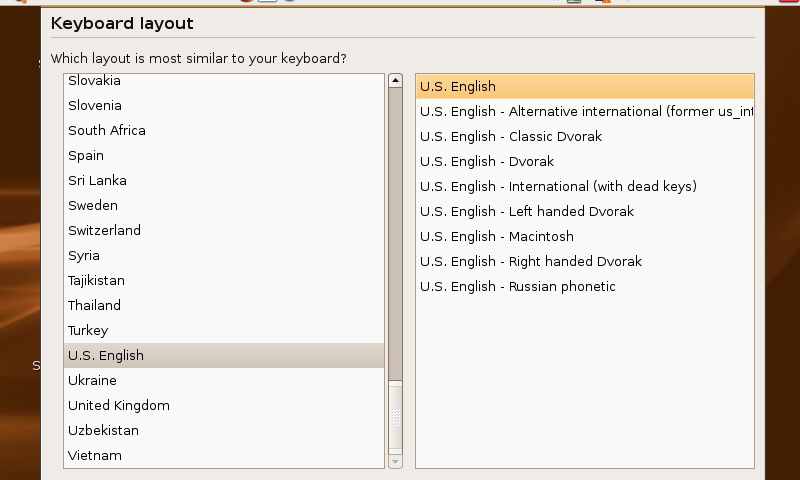 Keyboard layout
Which layout is most similar to your keyboard?
Slovakia
Slovenia
South Africa
Spain
Sri Lanka
Sweden
Switzerland
Syria
Tajikistan
Thailand
Turkey
U.S. English
Ukraine
United Kingdom
Uzbekistan
Vietnam
U.S. English
U.S. English - Alternative international (former us_int
U.S. English - Classic Dvorak
U.S. English - Dvorak
U.S. English - International (with dead keys)
U.S. English - Left handed Dvorak
U.S. English - Macintosh
U.S. English - Right handed Dvorak
U.S. English - Russian phonetic
S